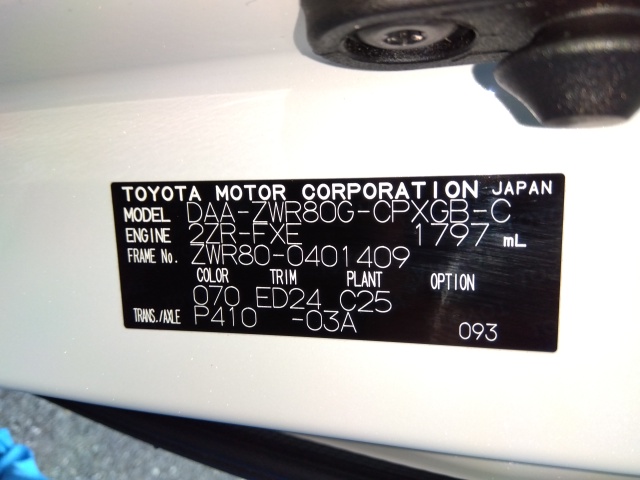 TOYOTA MOTOR CORPORATION JAPAN
MODEL DAA-ZWR80G-CPXGB-C
ENGINE 2ZR-FXE 1797 mL
FRAME No. ZWR80-0401409
COLOR TRIM PLANT OPTION
070 ED24 C25
TRANS./AXLE P410 -03A 093